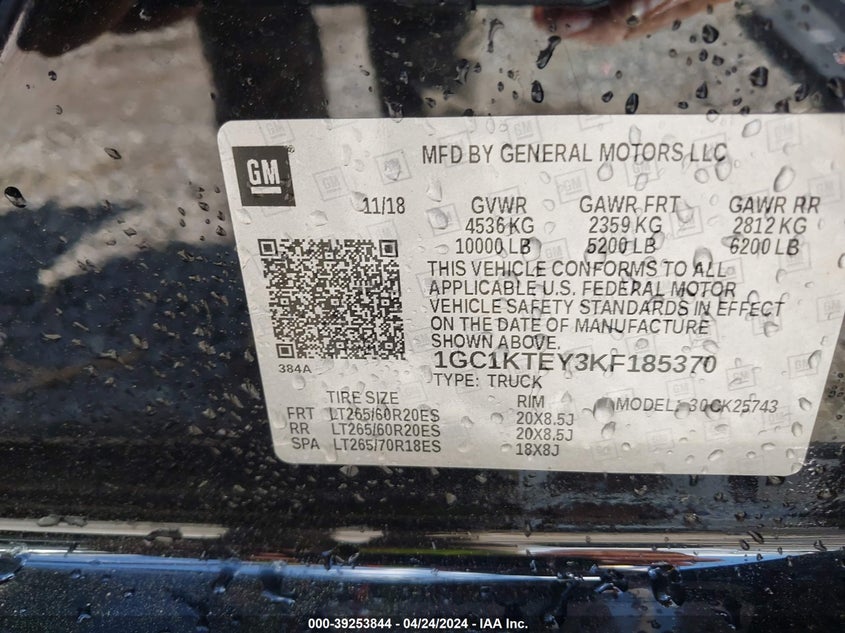 GM
MFD BY GENERAL MOTORS LLC
11/18 GVWR GAWR FRT GAWR RR
4536 KG 2359 KG 2812 KG
10000 LB 5200 LB 6200 LB
THIS VEHICLE CONFORMS TO ALL
APPLICABLE U.S. FEDERAL MOTOR
VEHICLE SAFETY STANDARDS IN EFFECT
ON THE DATE OF MANUFACTURE
SHOWN ABOVE.
384A
1GC1KTEY3KF185370
TYPE: TRUCK
TIRE SIZE RIM MODEL: 30CK25743
FRT LT265/60R20ES 20X8.5J
RR LT265/60R20ES 20X8.5J
SPA LT265/70R18ES 18X8J
000-39253844 - 04/24/2024 - IAA Inc.